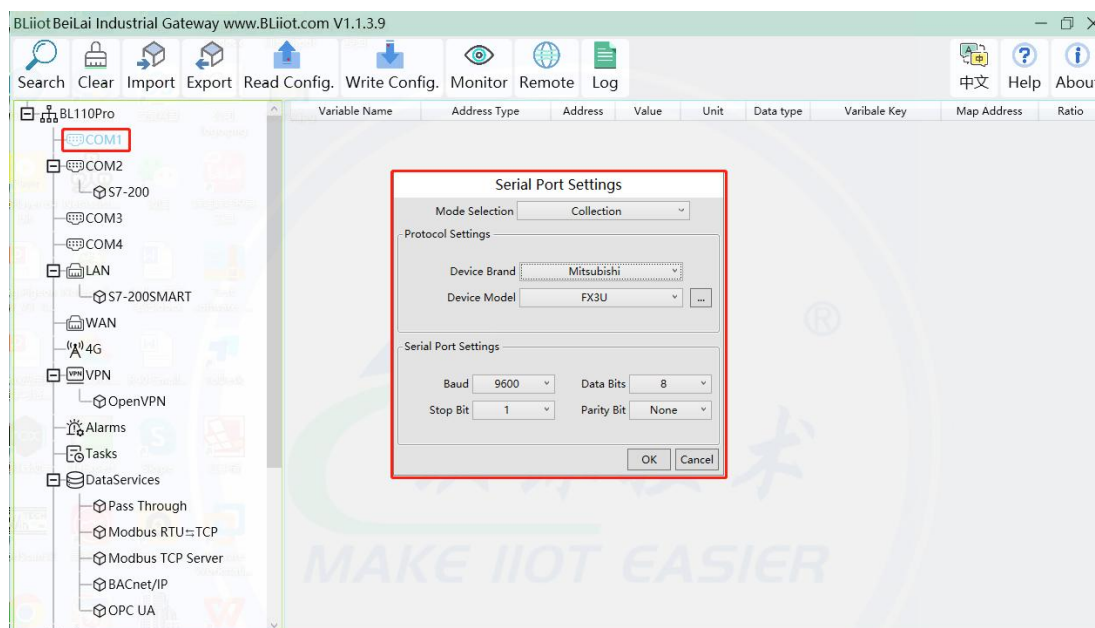 BLiiot BeiLai Industrial Gateway www.BLiiot.com V1.1.3.9
Search Clear Import Export Read Config. Write Config. Monitor Remote Log 中文 Help Abou
Variable Name Address Type Address Value Unit Data type Varibale Key Map Address Ratio
BL110Pro
COM1
COM2
S7-200
COM3
COM4
LAN
S7-200SMART
WAN
4G
VPN
OpenVPN
Alarms
Tasks
DataServices
Pass Through
Modbus RTU⇆TCP
Modbus TCP Server
BACnet/IP
OPC UA
Serial Port Settings
Mode Selection Collection
Protocol Settings
Device Brand Mitsubishi
Device Model FX3U ...
Serial Port Settings
Baud 9600 Data Bits 8
Stop Bit 1 Parity Bit None
OK Cancel
®
MAKE IIOT EASIER